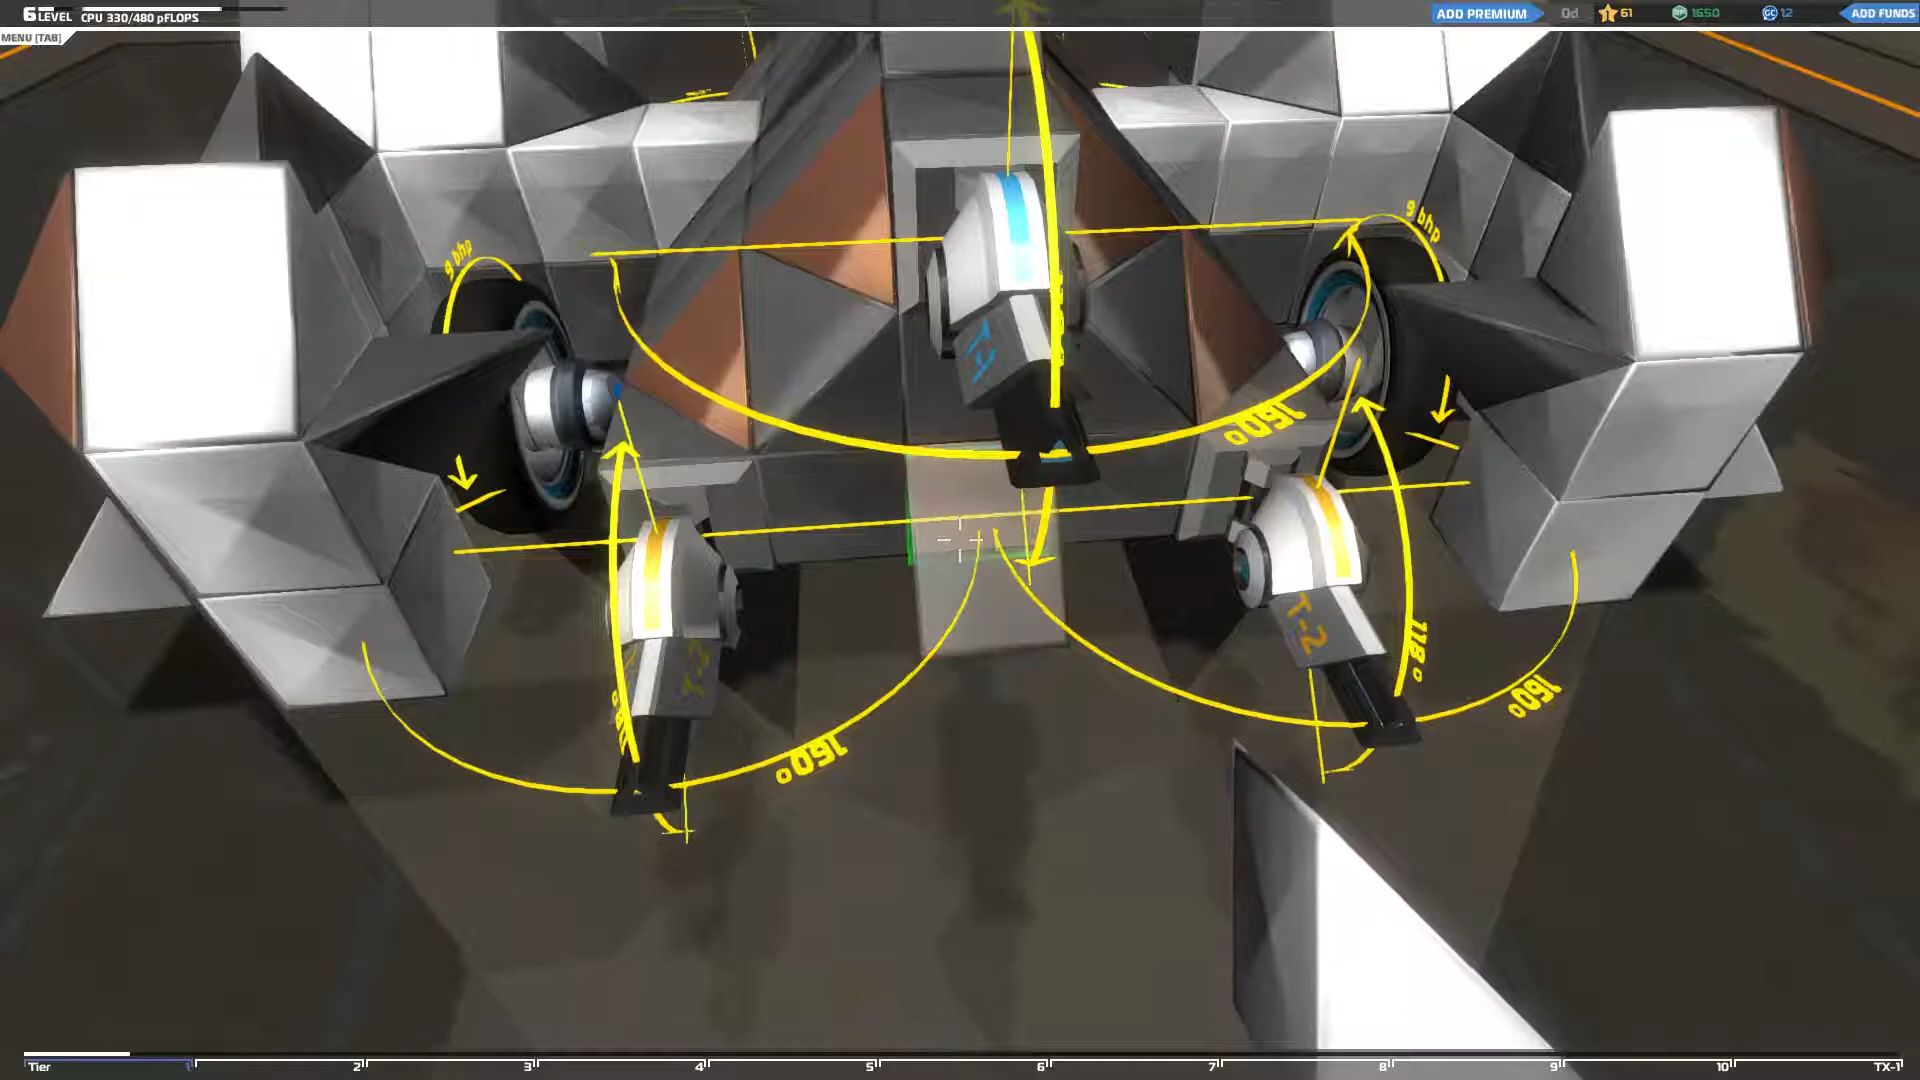 6 LEVEL CPU 330/480 pFLOPS ADD PREMIUM 0d 61 1650 GC 12 ADD FUNDS
MENU [TAB]
9 bhp
9 bhp
T-1
160°
T-2
T-2
118°
160°
160°
Tier 1 2 3 4 5 6 7 8 9 10 TX-1